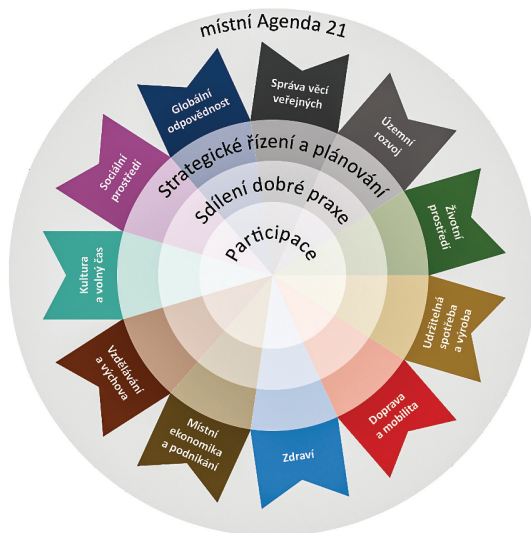 místní Agenda 21
Správa věcí
veřejných
Územní
rozvoj
Životní
prostředí
Udržitelná
spotřeba
a výroba
Doprava
a mobilita
Zdraví
Místní
ekonomika
a podnikání
Vzdělávání
a výchova
Kultura
a volný čas
Sociální
prostředí
Globální
odpovědnost
Strategické řízení a plánování
Sdílení dobré praxe
Participace